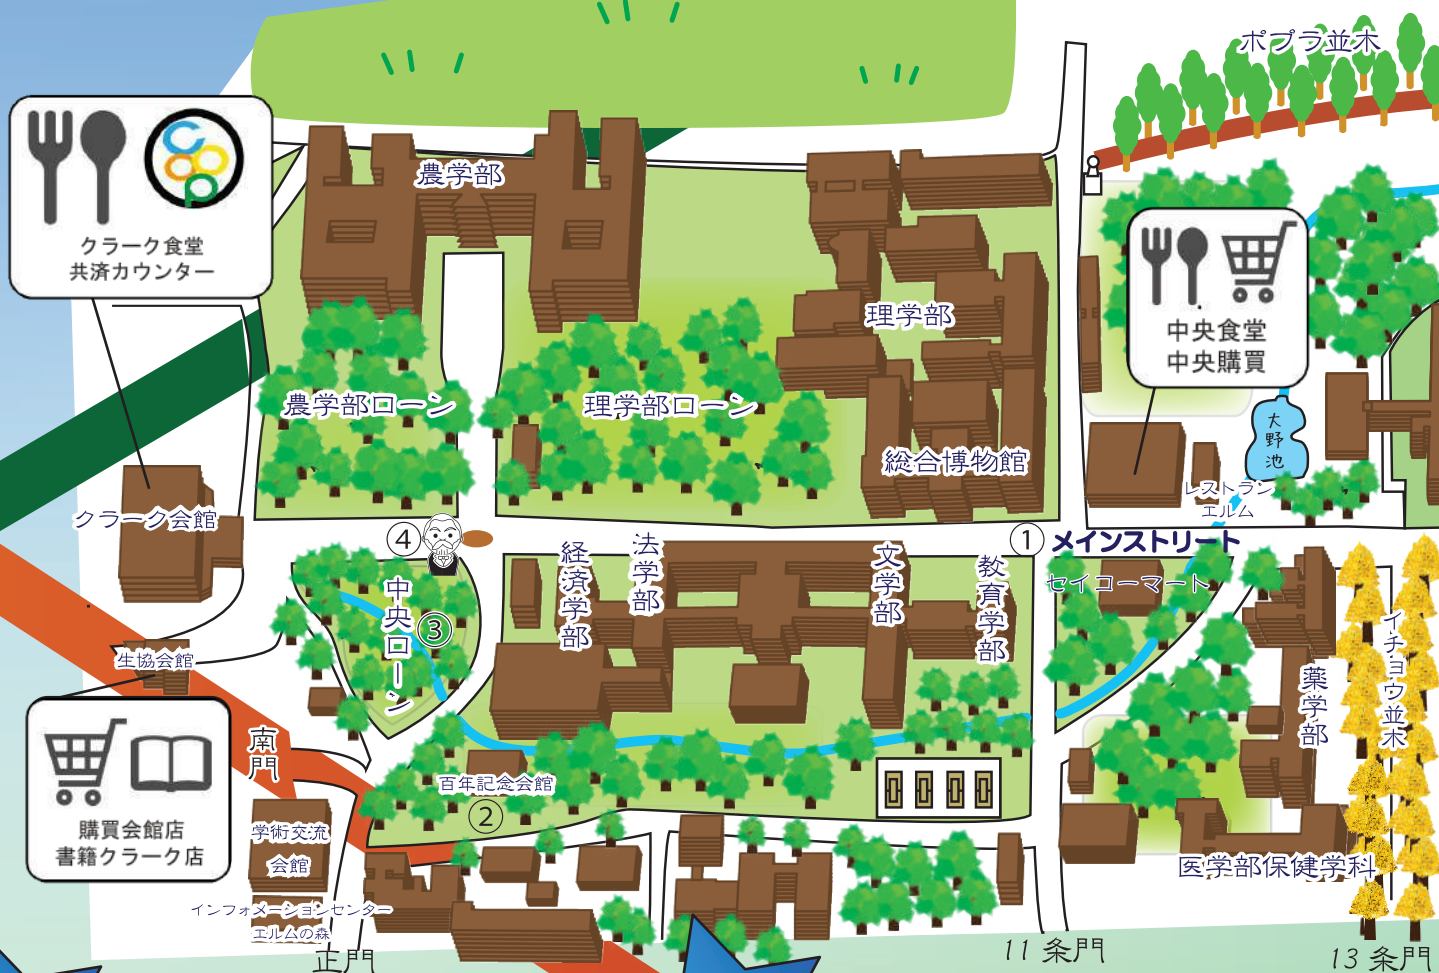 ポプラ並木
coop
クラーク食堂
共済カウンター
農学部
理学部
中央食堂
中央購買
農学部ローン
理学部ローン
総合博物館
大野池
レストラン
エルム
クラーク会館
④
①
メインストリート
経済学部
法学部
文学部
教育学部
セイコーマート
中央ローン
③
生協会館
イチョウ並木
薬学部
南門
百年記念会館
②
購買会館店
書籍クラーク店
学術交流
会館
医学部保健学科
インフォメーションセンター
エルムの森
正門
11 条門
13 条門